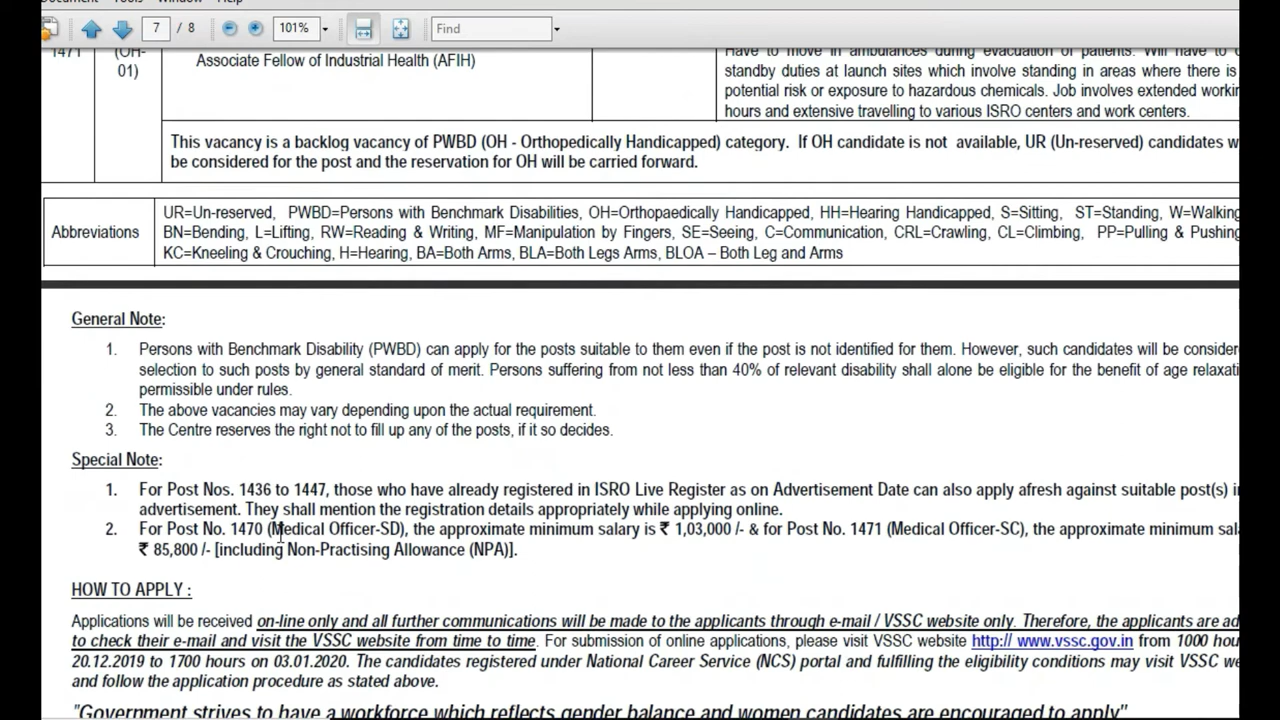 Document Tools Window Help
7 / 8 101% Find
1471 (OH-01) Associate Fellow of Industrial Health (AFIH)
Have to move in ambulances during evacuation of patients. Will have to
standby duties at launch sites which involve standing in areas where there is
potential risk or exposure to hazardous chemicals. Job involves extended
hours and extensive travelling to various ISRO centers and work centers.
This vacancy is a backlog vacancy of PWBD (OH - Orthopedically Handicapped) category. If OH candidate is not available, UR (Un-reserved) candidates
be considered for the post and the reservation for OH will be carried forward.
Abbreviations
UR=Un-reserved, PWBD=Persons with Benchmark Disabilities, OH=Orthopaedically Handicapped, HH=Hearing Handicapped, S=Sitting, ST=Standing, W=Walking
BN=Bending, L=Lifting, RW=Reading & Writing, MF=Manipulation by Fingers, SE=Seeing, C=Communication, CRL=Crawling, CL=Climbing, PP=Pulling & Pushing
KC=Kneeling & Crouching, H=Hearing, BA=Both Arms, BLA=Both Legs Arms, BLOA – Both Leg and Arms
General Note:
1. Persons with Benchmark Disability (PWBD) can apply for the posts suitable to them even if the post is not identified for them. However, such candidates will be
selection to such posts by general standard of merit. Persons suffering from not less than 40% of relevant disability shall alone be eligible for the benefit of age
permissible under rules.
2. The above vacancies may vary depending upon the actual requirement.
3. The Centre reserves the right not to fill up any of the posts, if it so decides.
Special Note:
1. For Post Nos. 1436 to 1447, those who have already registered in ISRO Live Register as on Advertisement Date can also apply afresh against suitable post(s)
advertisement. They shall mention the registration details appropriately while applying online.
2. For Post No. 1470 (Medical Officer-SD), the approximate minimum salary is ₹ 1,03,000 /- & for Post No. 1471 (Medical Officer-SC), the approximate minimum
₹ 85,800 /- [including Non-Practising Allowance (NPA)].
HOW TO APPLY :
Applications will be received on-line only and all further communications will be made to the applicants through e-mail / VSSC website only. Therefore, the applicants are
to check their e-mail and visit the VSSC website from time to time. For submission of online applications, please visit VSSC website http:// www.vssc.gov.in from 1000
20.12.2019 to 1700 hours on 03.01.2020. The candidates registered under National Career Service (NCS) portal and fulfilling the eligibility conditions may visit VSSC
and follow the application procedure as stated above.
"Government strives to have a workforce which reflects gender balance and women candidates are encouraged to apply"